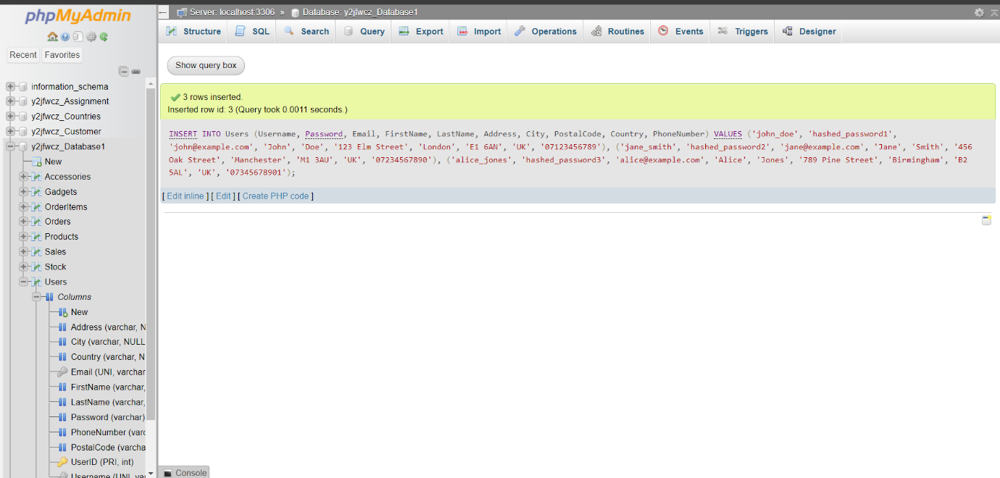 phpMyAdmin
Recent
Favorites
information_schema
y2jfwcz_Assignment
y2jfwcz_Countries
y2jfwcz_Customer
y2jfwcz_Database1
New
Accessories
Gadgets
OrderItems
Orders
Products
Sales
Stock
Users
Columns
New
Address (varchar, N
City (varchar, NULL
Country (varchar, N
Email (UNI, varchar
FirstName (varchar,
LastName (varchar,
Password (varchar)
PhoneNumber (varc
PostalCode (varcha
UserID (PRI, int)
Username (UNI, va
Server: localhost:3306 » Database: y2jfwcz_Database1
Structure SQL Search Query Export Import Operations Routines Events Triggers Designer
Show query box
3 rows inserted.
Inserted row id: 3 (Query took 0.0011 seconds.)
INSERT INTO Users (Username, Password, Email, FirstName, LastName, Address, City, PostalCode, Country, PhoneNumber) VALUES ('john_doe', 'hashed_password1',
'john@example.com', 'John', 'Doe', '123 Elm Street', 'London', 'E1 6AN', 'UK', '07123456789'), ('jane_smith', 'hashed_password2', 'jane@example.com', 'Jane', 'Smith', '456
Oak Street', 'Manchester', 'M1 3AU', 'UK', '07234567890'), ('alice_jones', 'hashed_password3', 'alice@example.com', 'Alice', 'Jones', '789 Pine Street', 'Birmingham', 'B2
5AL', 'UK', '07345678901');
[ Edit inline ] [ Edit ] [ Create PHP code ]
Console